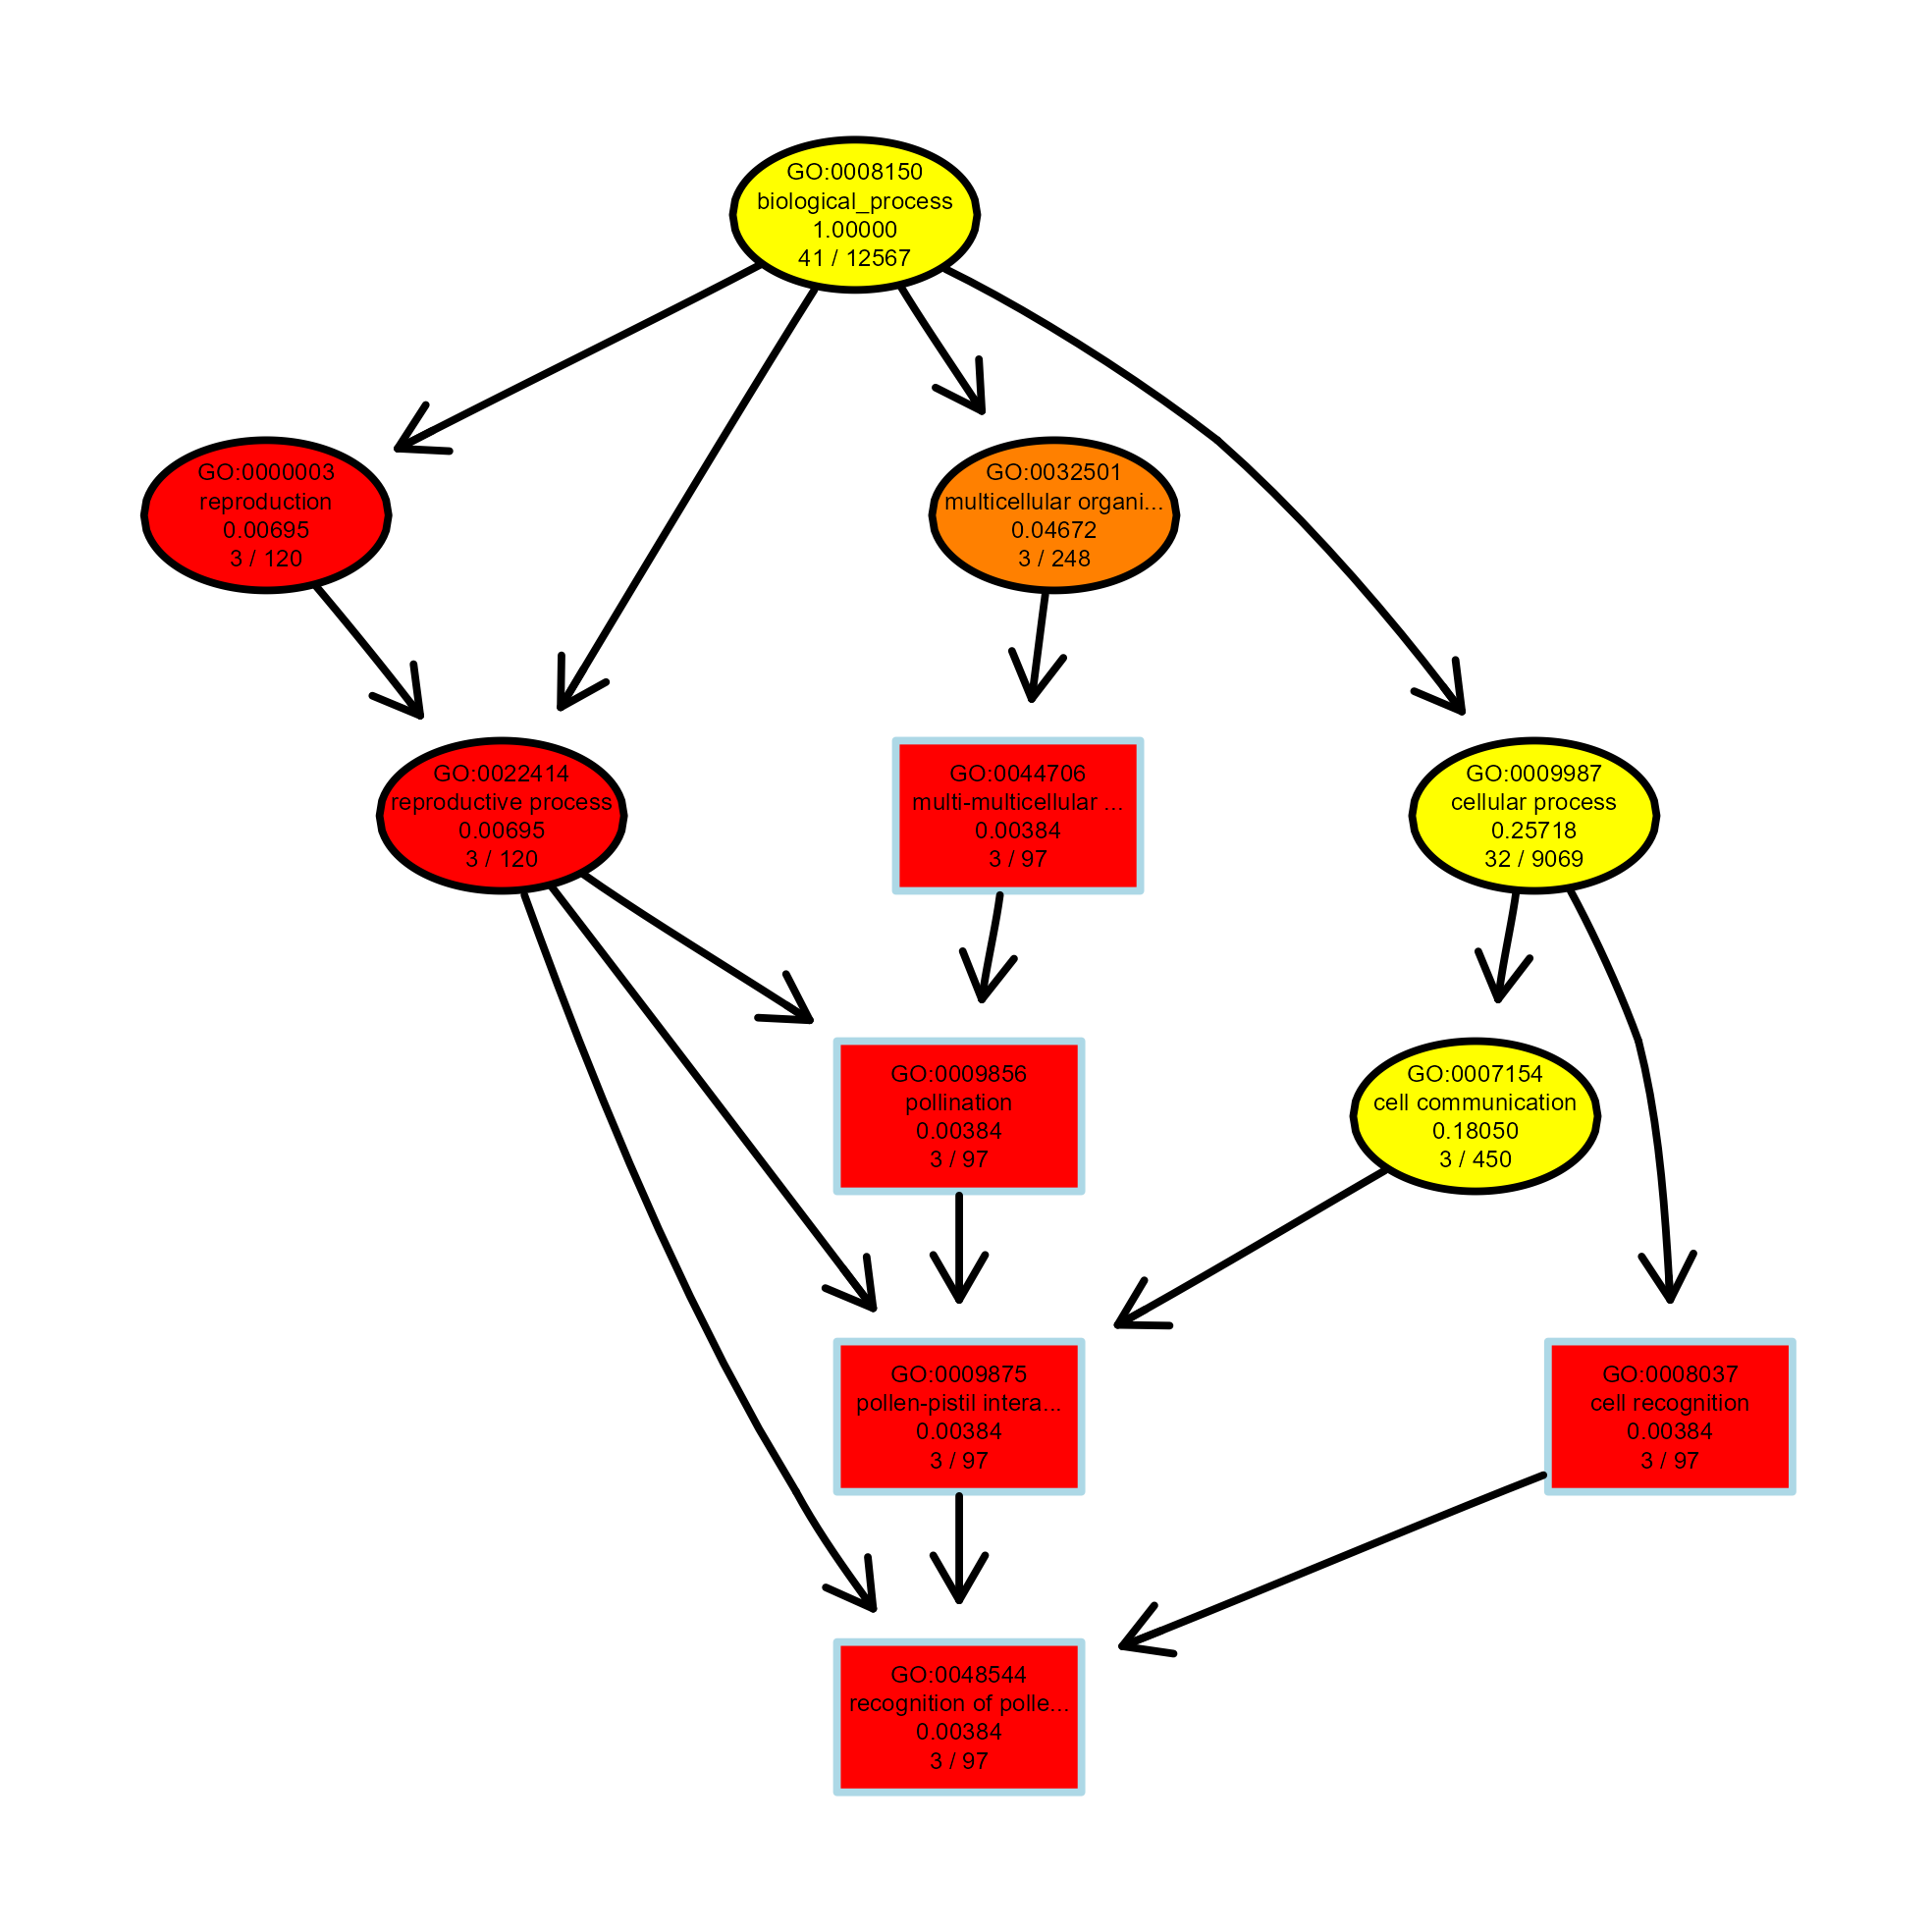 GO:0008150
biological_process
1.00000
41 / 12567
GO:0000003
reproduction
0.00695
3 / 120
GO:0032501
multicellular organi...
0.04672
3 / 248
GO:0022414
reproductive process
0.00695
3 / 120
GO:0044706
multi-multicellular ...
0.00384
3 / 97
GO:0009987
cellular process
0.25718
32 / 9069
GO:0009856
pollination
0.00384
3 / 97
GO:0007154
cell communication
0.18050
3 / 450
GO:0009875
pollen-pistil intera...
0.00384
3 / 97
GO:0008037
cell recognition
0.00384
3 / 97
GO:0048544
recognition of polle...
0.00384
3 / 97